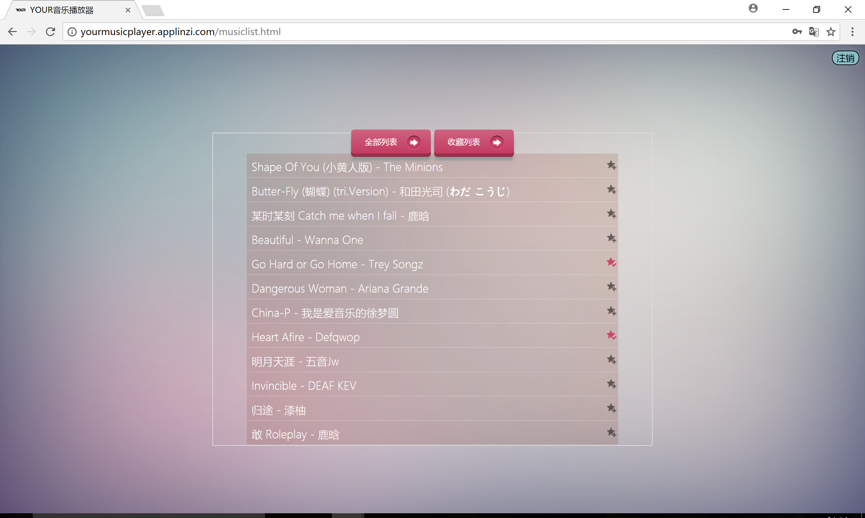 YOUR音乐播放器
yourmusicplayer.applinzi.com/musiclist.html
注销
全部列表 收藏列表
Shape Of You (小黄人版) - The Minions
Butter-Fly (蝴蝶) (tri.Version) - 和田光司 (わだ こうじ)
某时某刻 Catch me when I fall - 鹿晗
Beautiful - Wanna One
Go Hard or Go Home - Trey Songz
Dangerous Woman - Ariana Grande
China-P - 我是爱音乐的徐梦圆
Heart Afire - Defqwop
明月天涯 - 五音Jw
Invincible - DEAF KEV
归途 - 漆柚
敢 Roleplay - 鹿晗